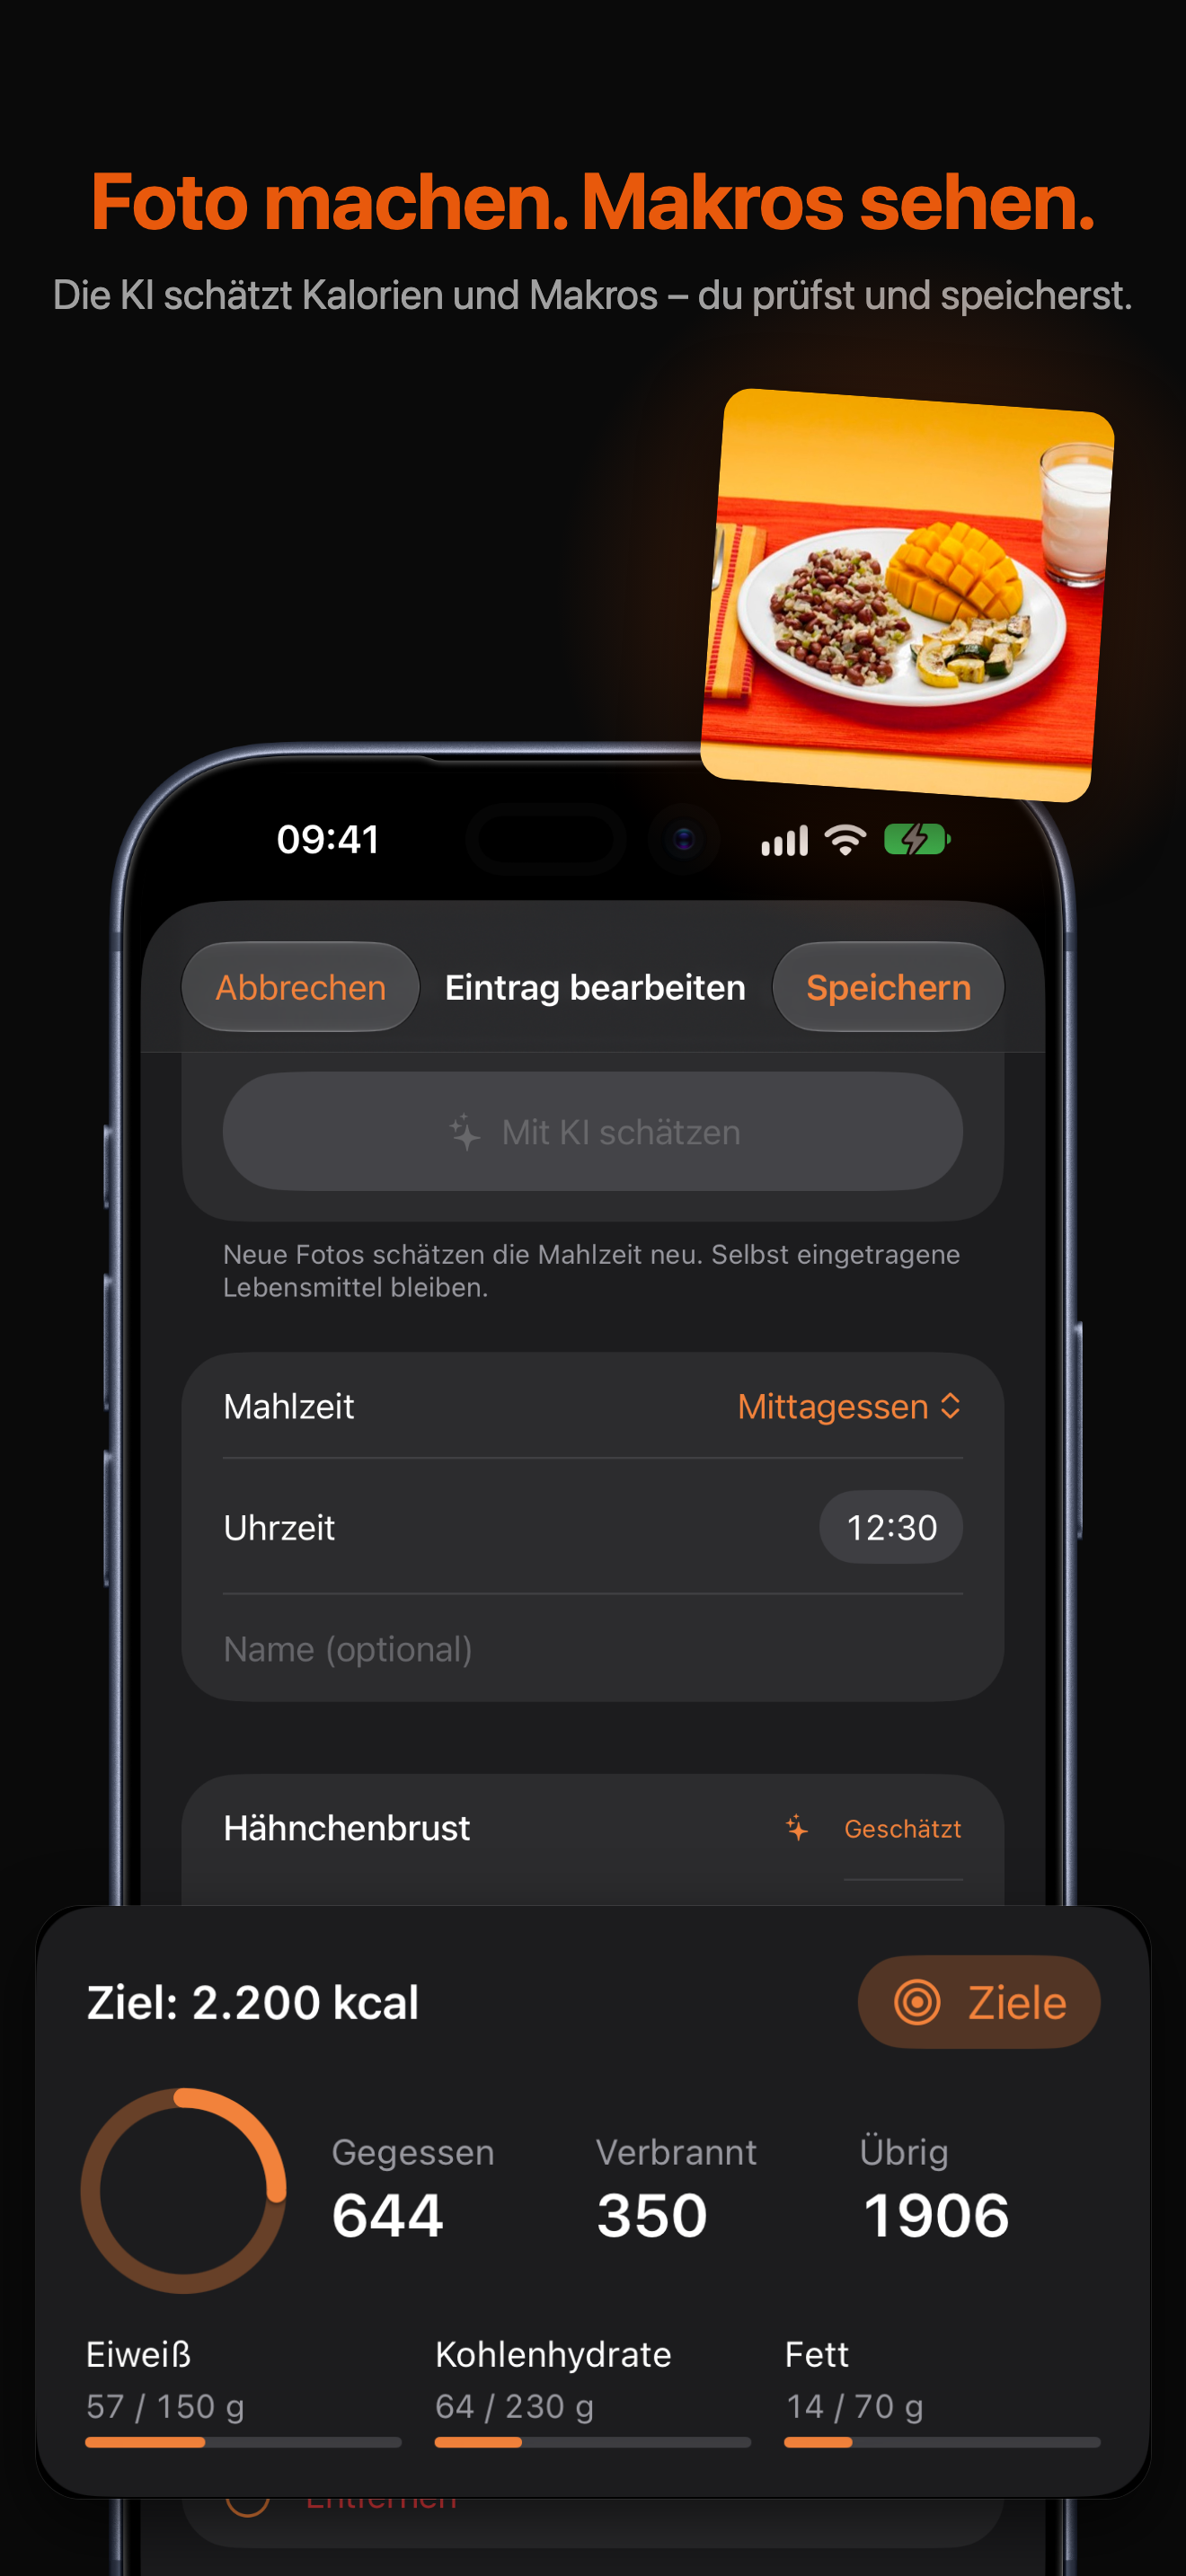 Foto machen. Makros sehen.
Die KI schätzt Kalorien und Makros – du prüfst und speicherst.
09:41
Abbrechen
Eintrag bearbeiten
Speichern
Mit KI schätzen
Neue Fotos schätzen die Mahlzeit neu. Selbst eingetragene
Lebensmittel bleiben.
Mahlzeit
Mittagessen
Uhrzeit
12:30
Name (optional)
Hähnchenbrust
Geschätzt
Ziel: 2.200 kcal
Ziele
Gegessen
Verbrannt
Übrig
644
350
1906
Eiweiß
Kohlenhydrate
Fett
57 / 150 g
64 / 230 g
14 / 70 g
Entfernen